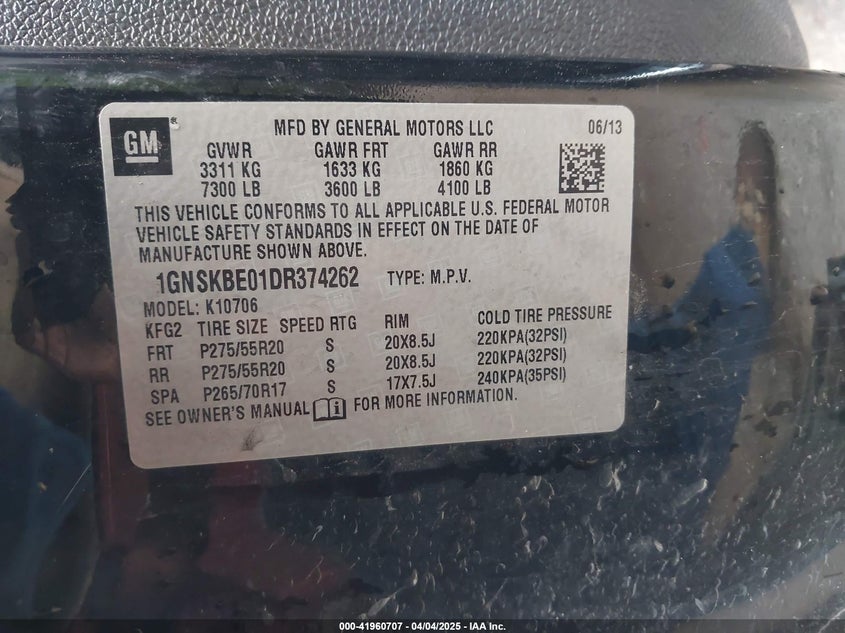 GM
MFD BY GENERAL MOTORS LLC 06/13
GVWR GAWR FRT GAWR RR
3311 KG 1633 KG 1860 KG
7300 LB 3600 LB 4100 LB
THIS VEHICLE CONFORMS TO ALL APPLICABLE U.S. FEDERAL MOTOR
VEHICLE SAFETY STANDARDS IN EFFECT ON THE DATE OF
MANUFACTURE SHOWN ABOVE.
1GNSKBE01DR374262 TYPE: M.P.V.
MODEL: K10706
KFG2 TIRE SIZE SPEED RTG RIM COLD TIRE PRESSURE
FRT P275/55R20 S 20X8.5J 220KPA(32PSI)
RR P275/55R20 S 20X8.5J 220KPA(32PSI)
SPA P265/70R17 S 17X7.5J 240KPA(35PSI)
SEE OWNER'S MANUAL FOR MORE INFORMATION.
000-41960707 - 04/04/2025 - IAA Inc.